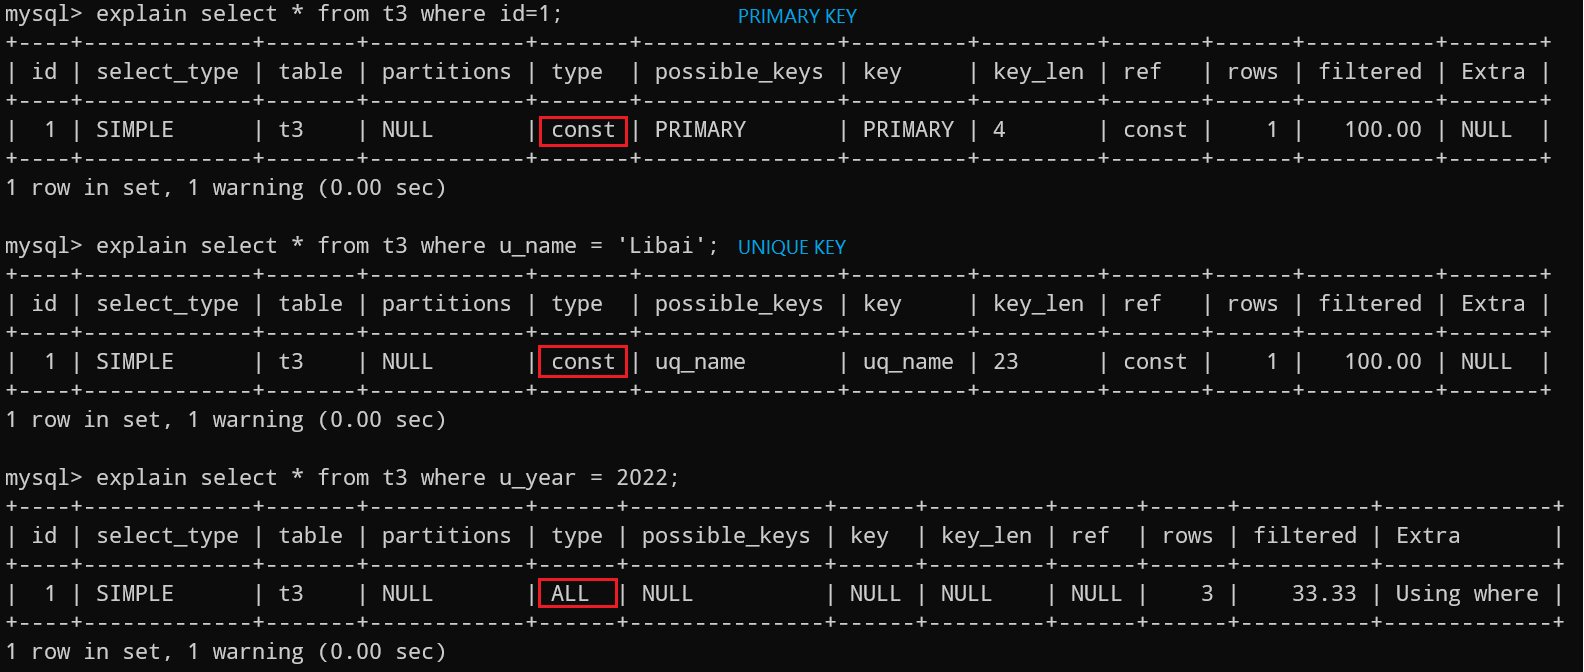 mysql> explain select * from t3 where id=1; PRIMARY KEY
+----+-------------+-------+------------+-------+---------------+---------+---------+-------+------+----------+-------+
| id | select_type | table | partitions | type  | possible_keys | key     | key_len | ref   | rows | filtered | Extra |
+----+-------------+-------+------------+-------+---------------+---------+---------+-------+------+----------+-------+
|  1 | SIMPLE      | t3    | NULL       | const | PRIMARY       | PRIMARY | 4       | const |    1 |   100.00 | NULL  |
+----+-------------+-------+------------+-------+---------------+---------+---------+-------+------+----------+-------+
1 row in set, 1 warning (0.00 sec)
mysql> explain select * from t3 where u_name = 'Libai'; UNIQUE KEY
+----+-------------+-------+------------+-------+---------------+---------+---------+-------+------+----------+-------+
| id | select_type | table | partitions | type  | possible_keys | key     | key_len | ref   | rows | filtered | Extra |
+----+-------------+-------+------------+-------+---------------+---------+---------+-------+------+----------+-------+
|  1 | SIMPLE      | t3    | NULL       | const | uq_name       | uq_name | 23      | const |    1 |   100.00 | NULL  |
+----+-------------+-------+------------+-------+---------------+---------+---------+-------+------+----------+-------+
1 row in set, 1 warning (0.00 sec)
mysql> explain select * from t3 where u_year = 2022;
+----+-------------+-------+------------+------+---------------+------+---------+------+------+----------+-------------+
| id | select_type | table | partitions | type | possible_keys | key  | key_len | ref  | rows | filtered | Extra       |
+----+-------------+-------+------------+------+---------------+------+---------+------+------+----------+-------------+
|  1 | SIMPLE      | t3    | NULL       | ALL  | NULL          | NULL | NULL    | NULL |    3 |    33.33 | Using where |
+----+-------------+-------+------------+------+---------------+------+---------+------+------+----------+-------------+
1 row in set, 1 warning (0.00 sec)